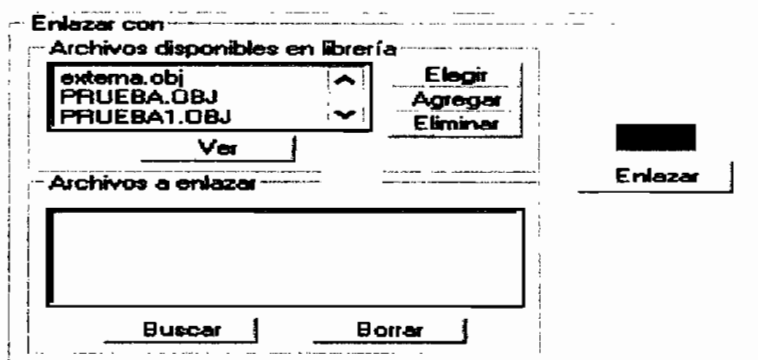 Enlazar con
Archivos disponibles en librería
externa.obj
PRUEBA.OBJ
PRUEBA1.OBJ
Elegir
Agregar
Eliminar
Ver
Enlazar
Archivos a enlazar
Buscar
Borrar